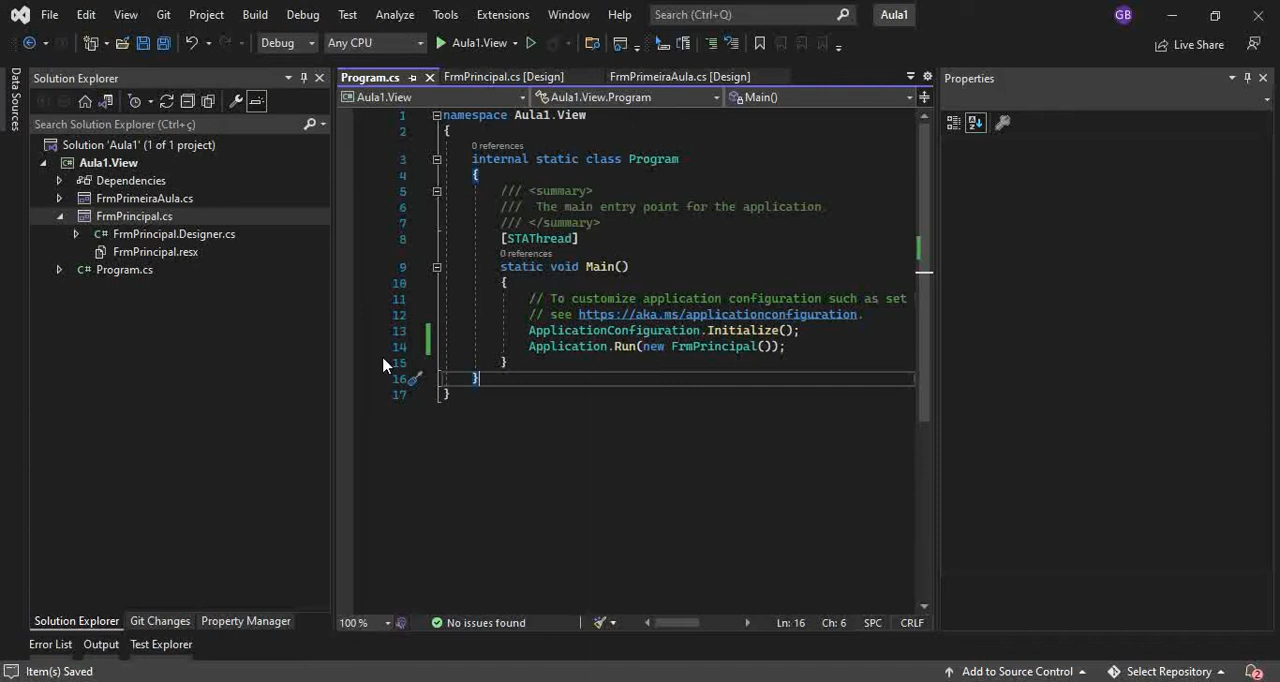 File Edit View Git Project Build Debug Test Analyze Tools Extensions Window Help Search (Ctrl+Q) Aula1 GB
Debug Any CPU Aula1.View Live Share
Data Sources
Solution Explorer
Search Solution Explorer (Ctrl+ç)
Solution 'Aula1' (1 of 1 project)
Aula1.View
Dependencies
FrmPrimeiraAula.cs
FrmPrincipal.cs
C# FrmPrincipal.Designer.cs
FrmPrincipal.resx
C# Program.cs
Solution Explorer Git Changes Property Manager
Program.cs FrmPrincipal.cs [Design] FrmPrimeiraAula.cs [Design]
Aula1.View Aula1.View.Program Main()
1 namespace Aula1.View
2 {
0 references
3 internal static class Program
4 {
5 /// <summary>
6 /// The main entry point for the application.
7 /// </summary>
8 [STAThread]
0 references
9 static void Main()
10 {
11 // To customize application configuration such as set
12 // see https://aka.ms/applicationconfiguration.
13 ApplicationConfiguration.Initialize();
14 Application.Run(new FrmPrincipal());
15 }
16 }
17 }
100 % No issues found Ln: 16 Ch: 6 SPC CRLF
Properties
Error List Output Test Explorer
Item(s) Saved Add to Source Control Select Repository 2